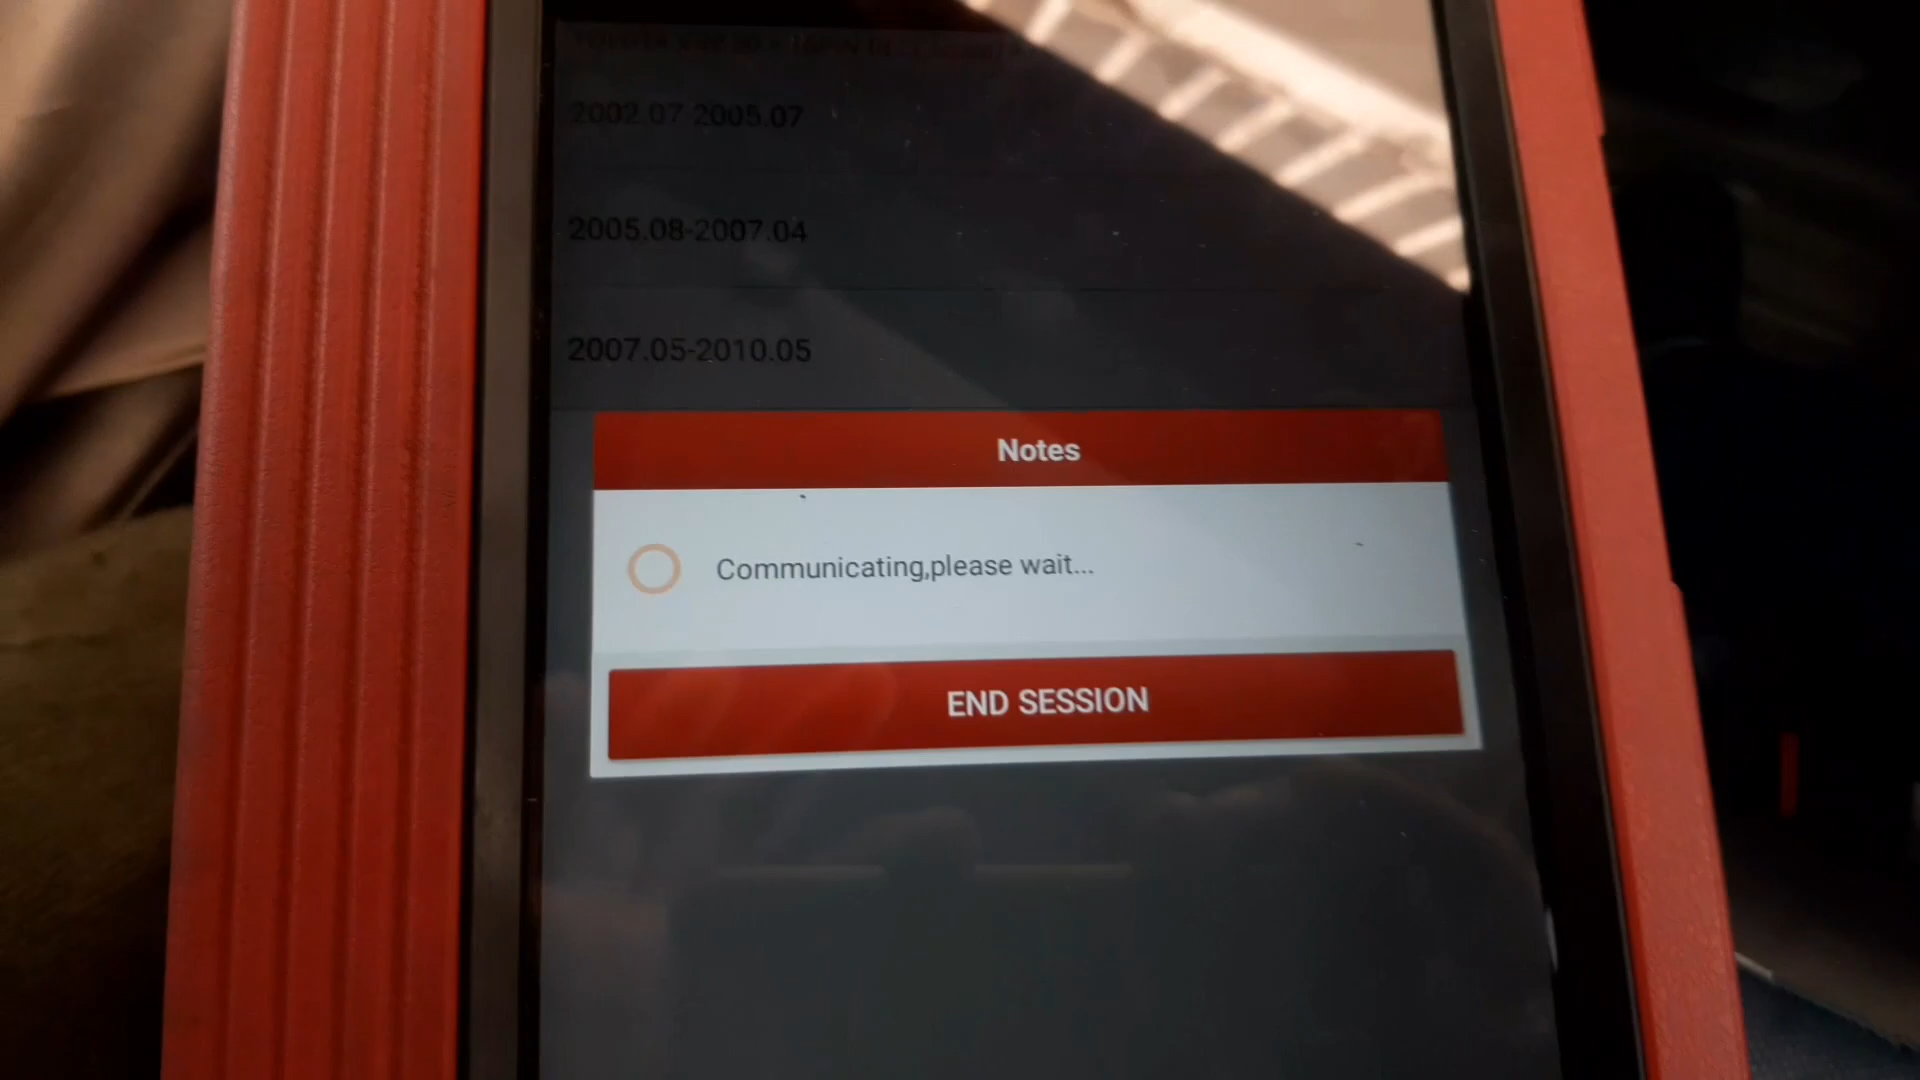 2002.07 2005.07
2005.08-2007.04
2007.05-2010.05
Notes
Communicating,please wait...
END SESSION